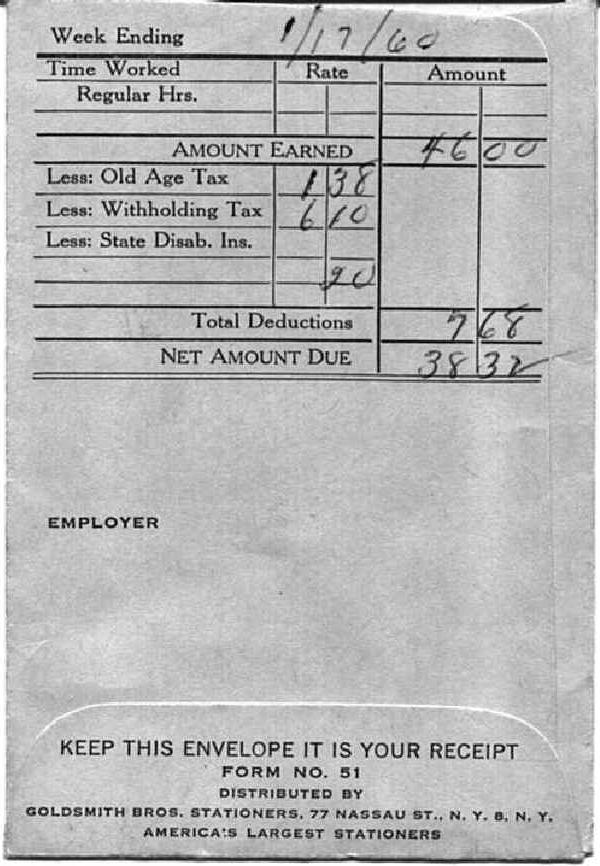 Week Ending 1/17/60
Time Worked Rate Amount
Regular Hrs.
AMOUNT EARNED 46 00
Less: Old Age Tax 1 38
Less: Withholding Tax 6 10
Less: State Disab. Ins.
20
Total Deductions 7 68
NET AMOUNT DUE 38 32
EMPLOYER
KEEP THIS ENVELOPE IT IS YOUR RECEIPT
FORM NO. 51
DISTRIBUTED BY
GOLDSMITH BROS. STATIONERS, 77 NASSAU ST., N. Y. 8, N. Y.
AMERICA'S LARGEST STATIONERS